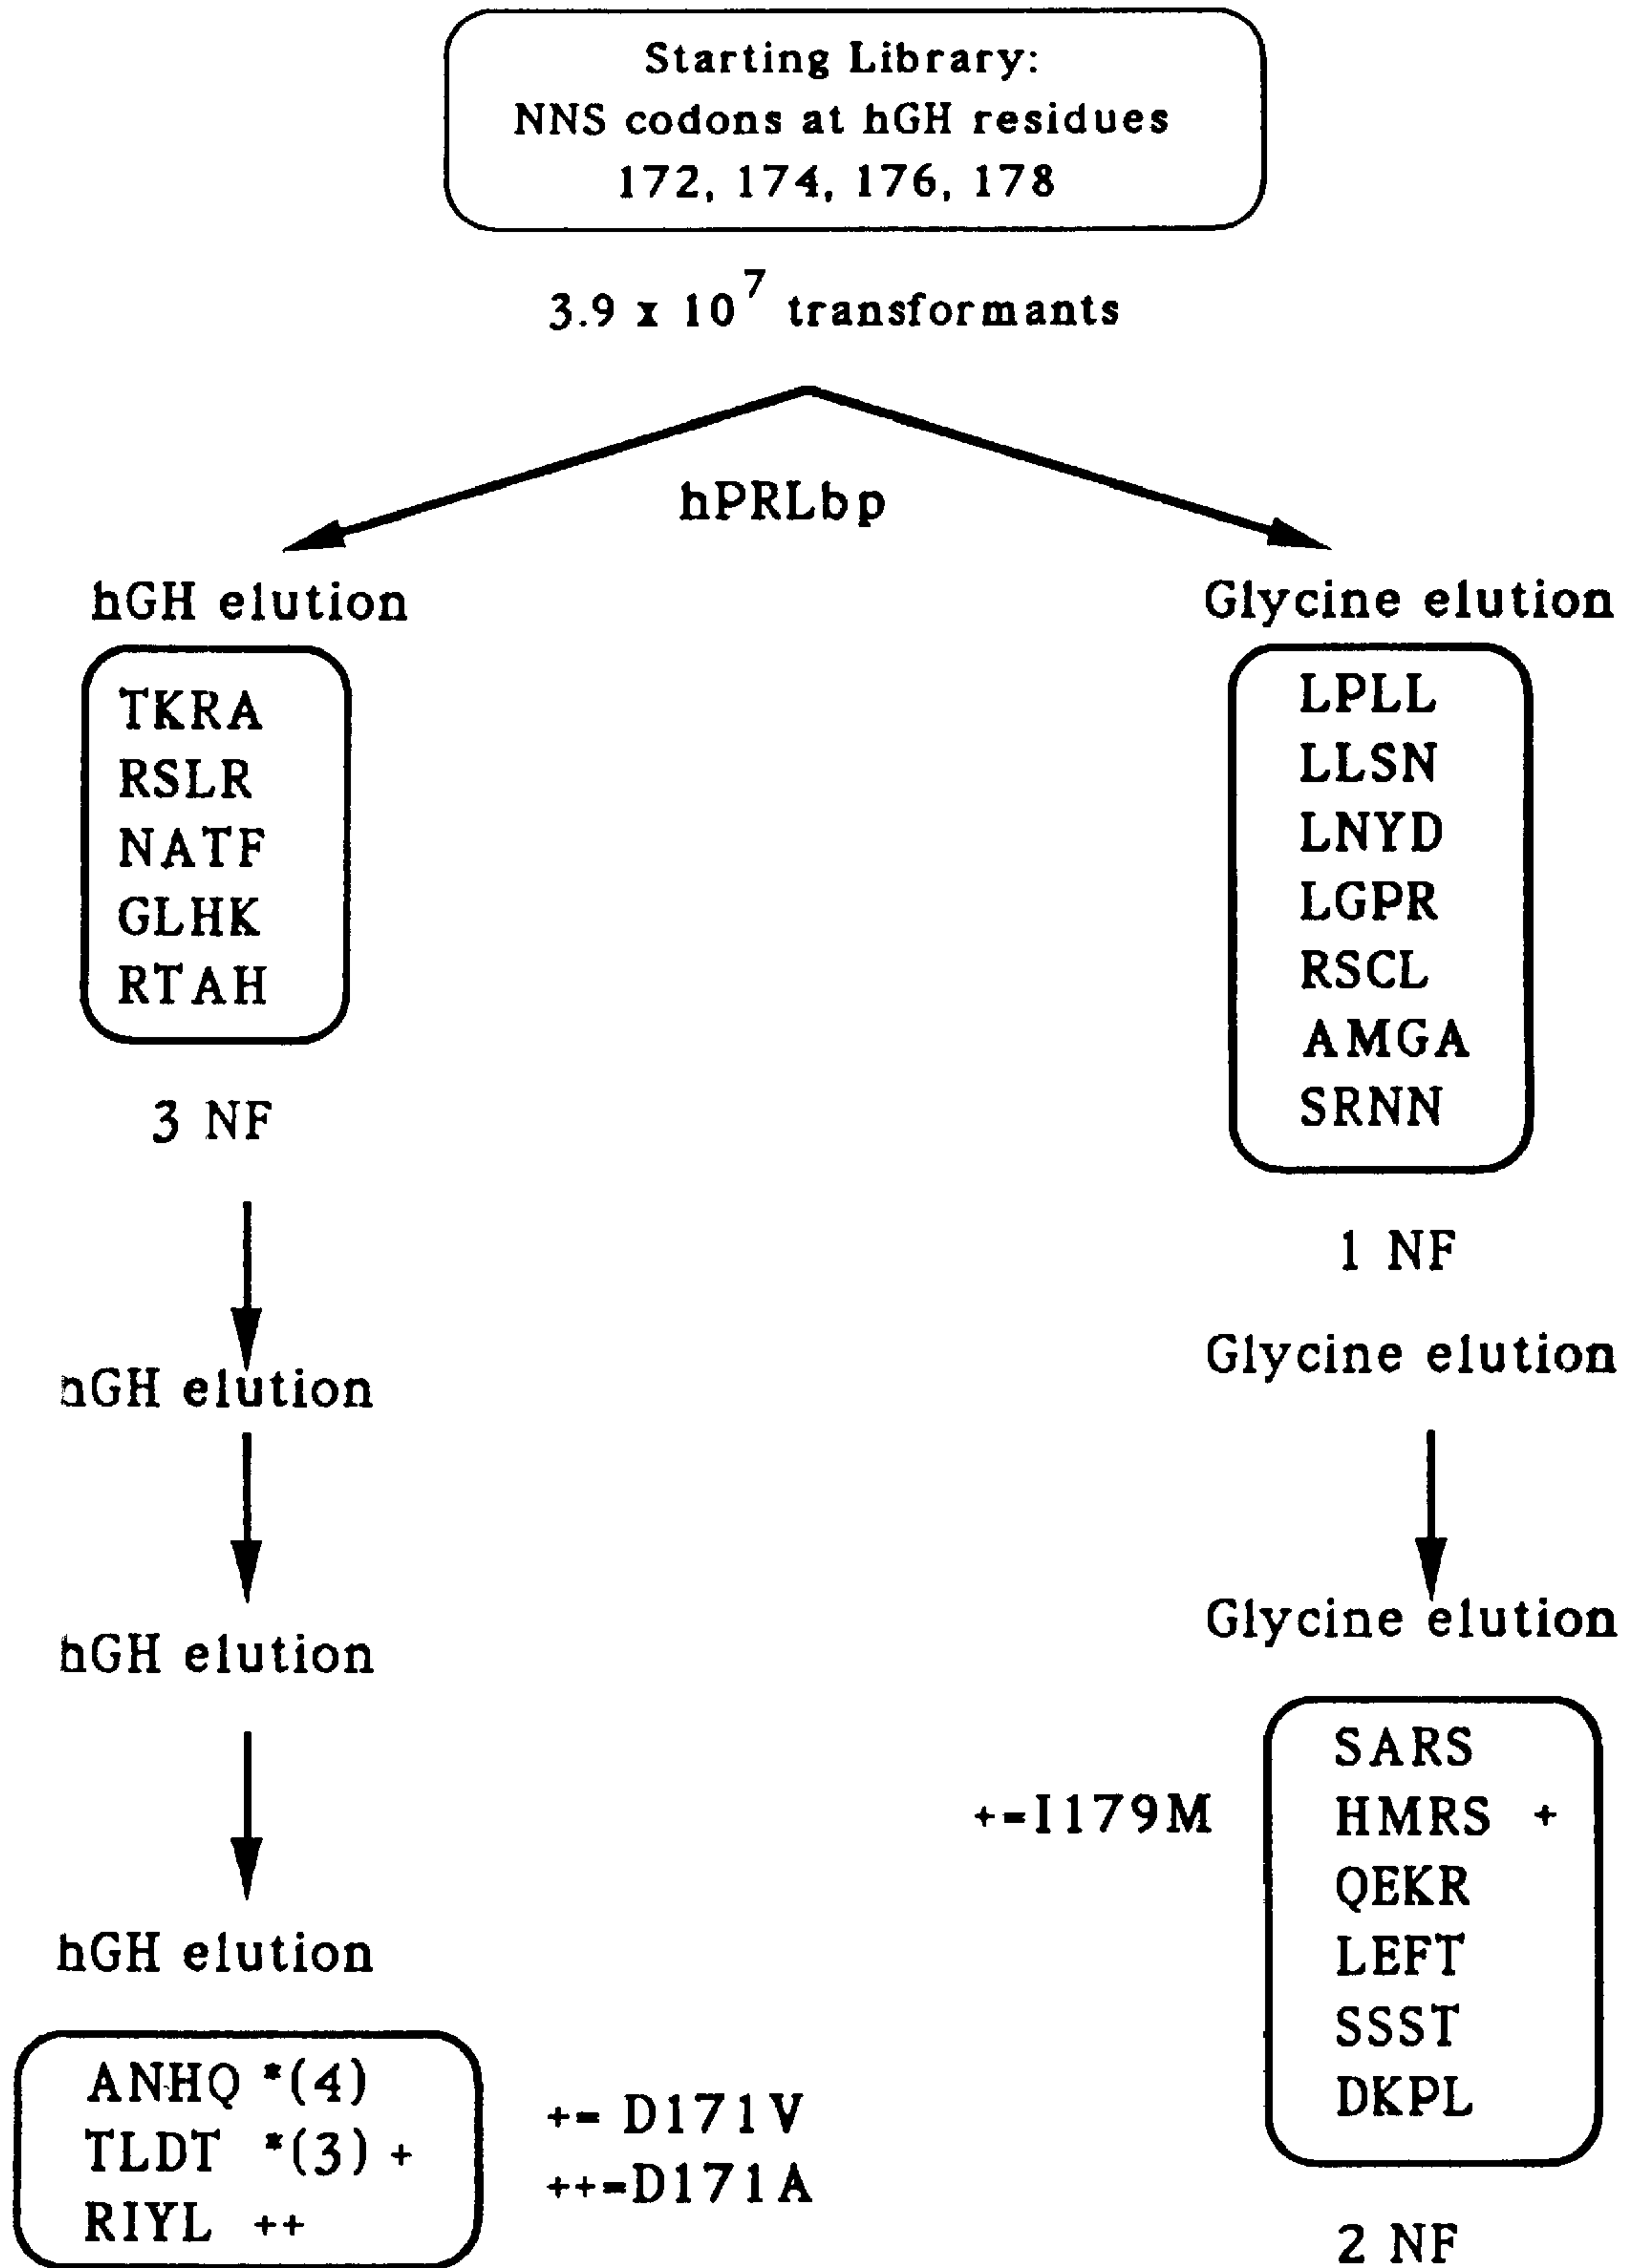 Starting Library:
NNS codons at hGH residues
172, 174, 176, 178
3.9 x 10^7 transformants
hPRLbp
hGH elution
TKRA
RSLR
NATF
GLHK
RTAH
3 NF
hGH elution
hGH elution
hGH elution
ANHQ *(4)
TLDT *(3) +
RIYL ++
+= D171V
++=D171A
Glycine elution
LPLL
LLSN
LNYD
LGPR
RSCL
AMGA
SRNN
1 NF
Glycine elution
Glycine elution
+=I179M
SARS
HMRS +
QEKR
LEFT
SSST
DKPL
2 NF